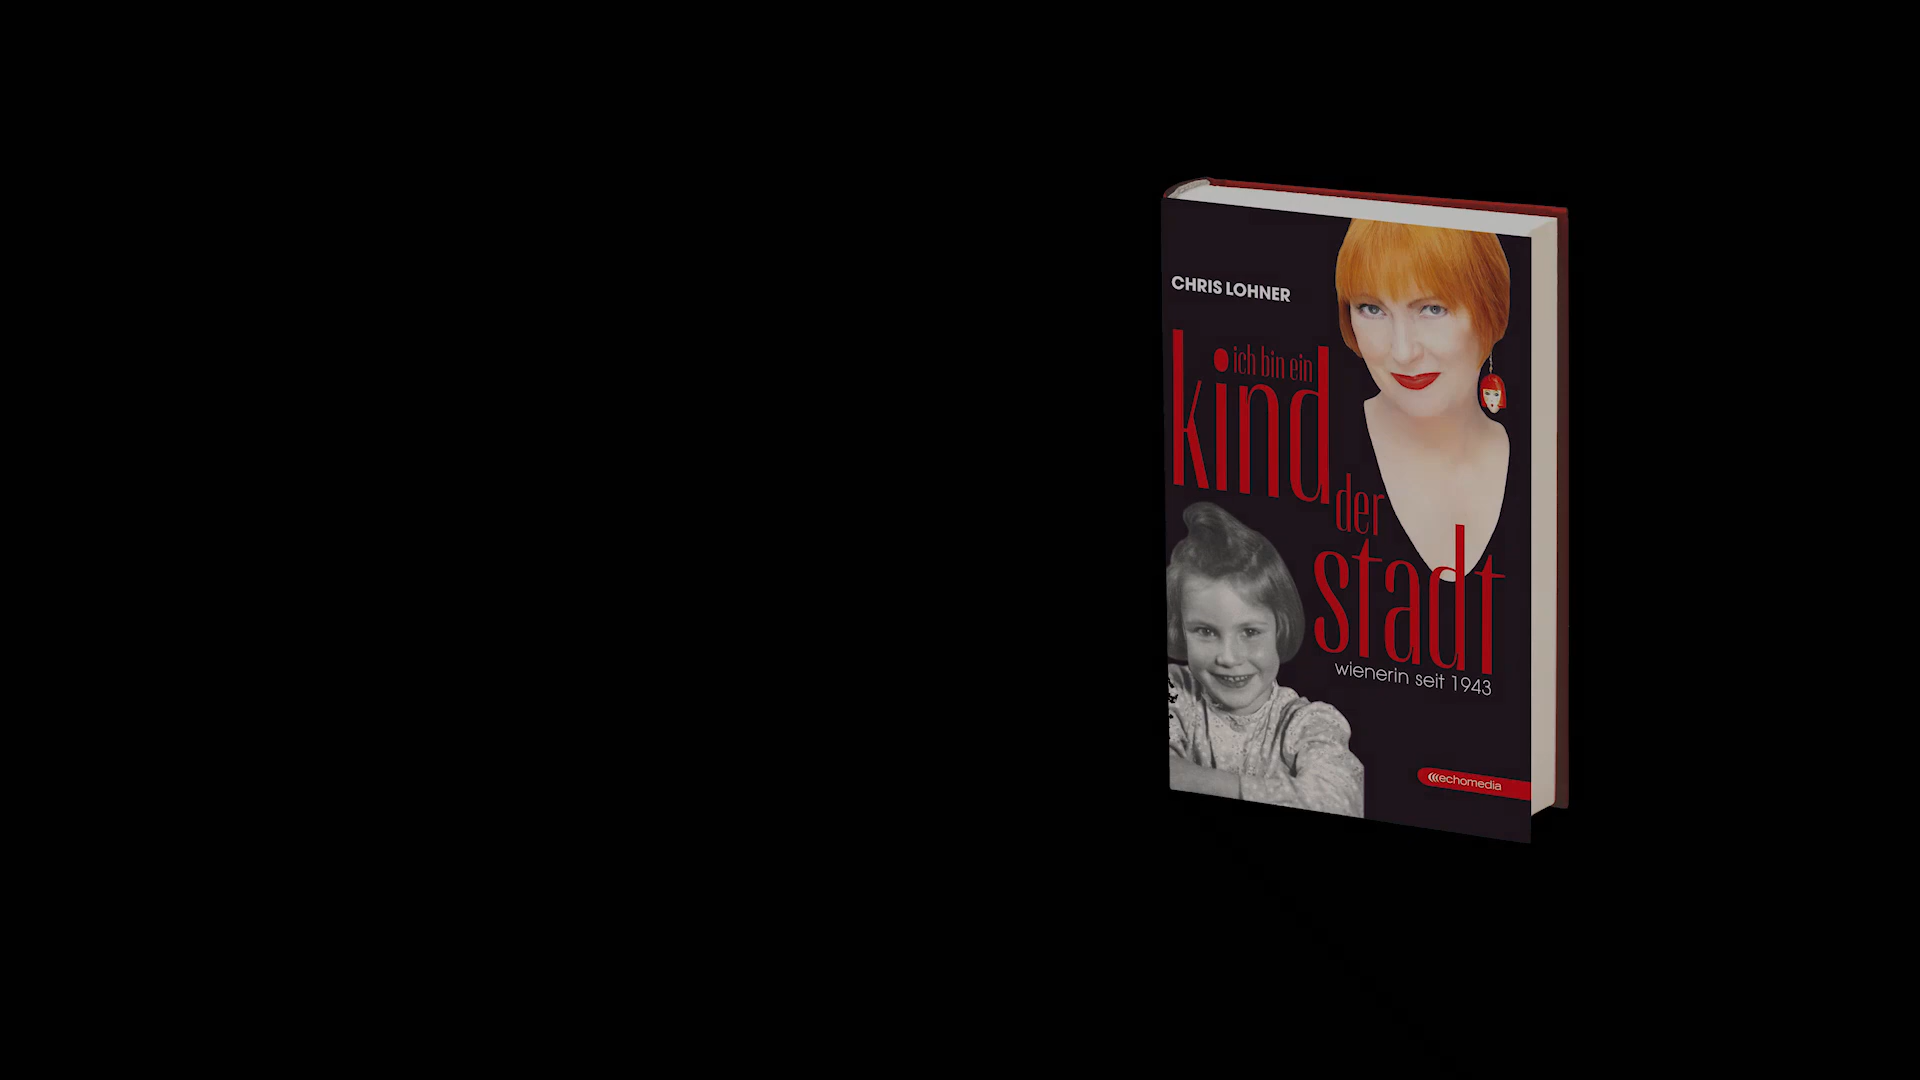 CHRIS LOHNER
ich bin ein
kind
der
stadt
wienerin seit 1943
echomedia